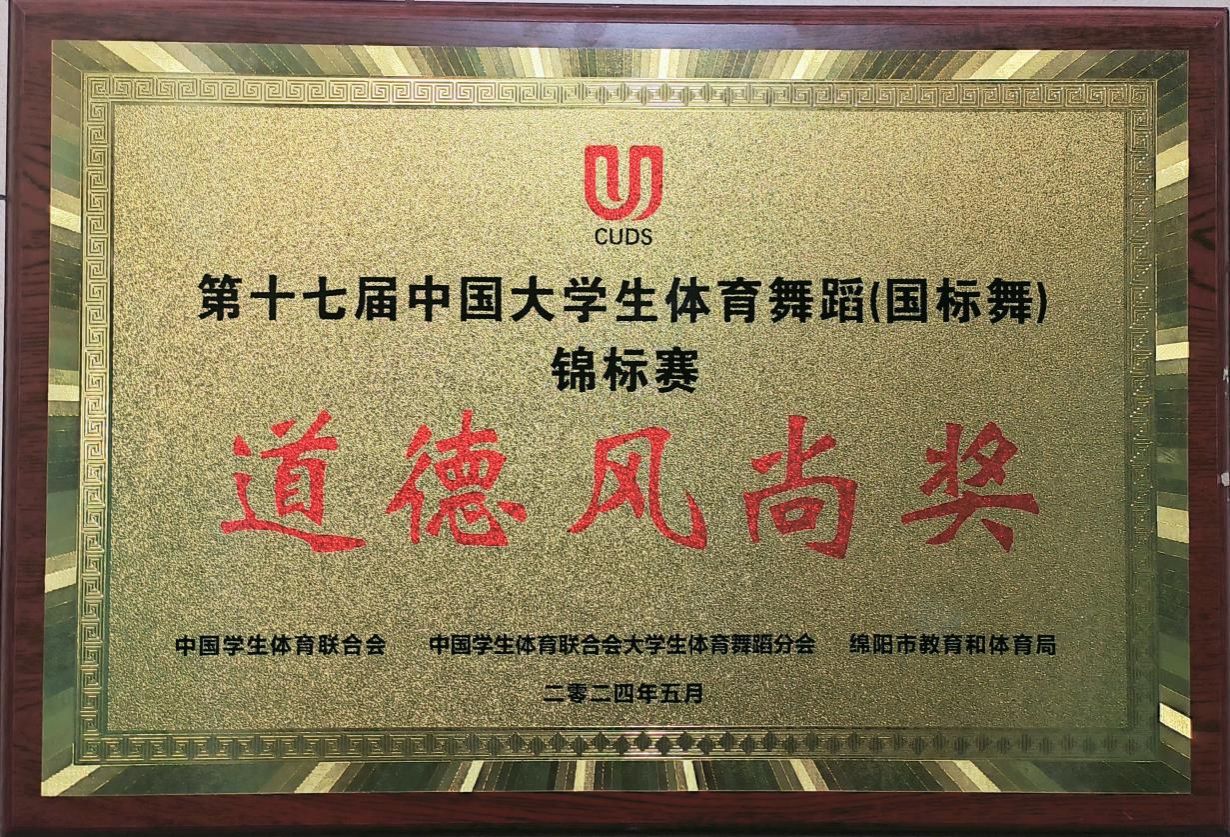 CUDS
第十七届中国大学生体育舞蹈(国标舞)
锦标赛
道德风尚奖
中国学生体育联合会 中国学生体育联合会大学生体育舞蹈分会 绵阳市教育和体育局
二零二四年五月